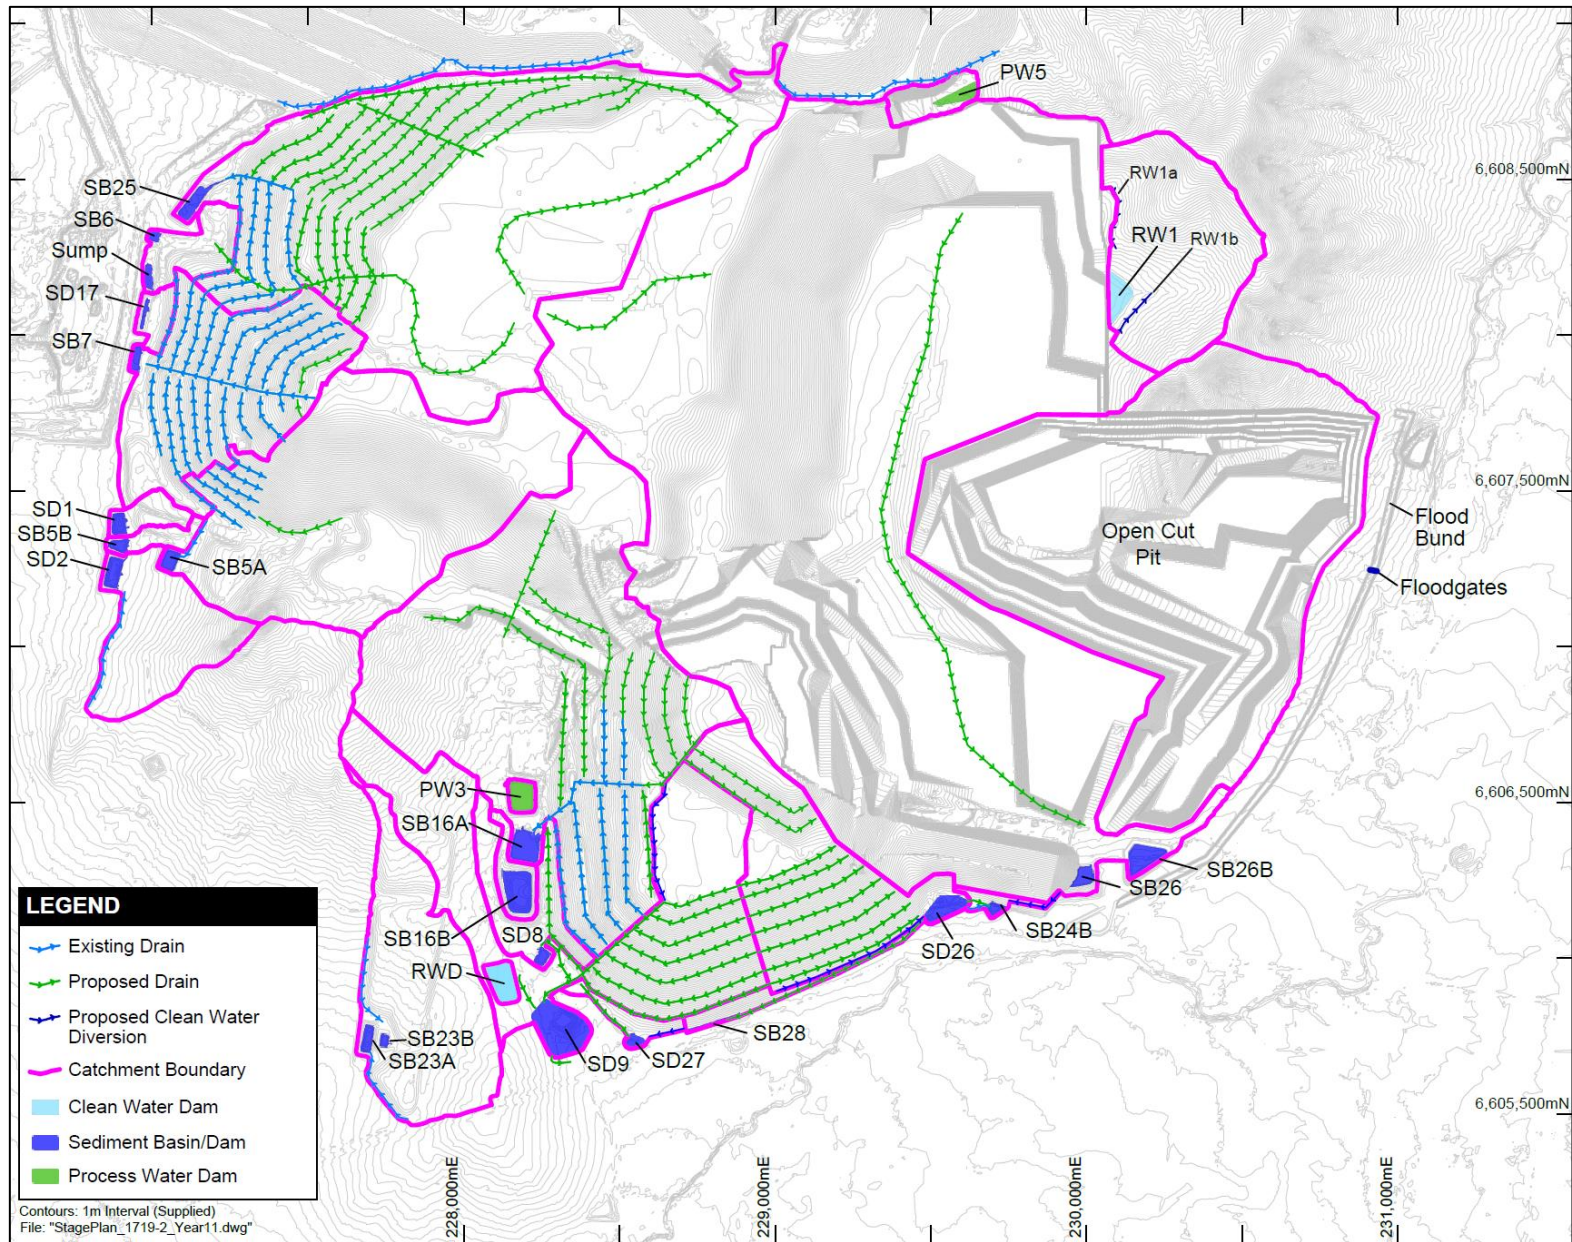 PW5
6,608,500mN
RW1a
SB25
SB6
RW1
RW1b
Sump
SD17
SB7
6,607,500mN
SD1
SB5B
SD2
SB5A
Flood
Bund
Open Cut
Pit
Floodgates
PW3
6,606,500mN
SB16A
SB26B
SB26
SB24B
SD26
SB16B
SD8
RWD
SB28
SB23B
SB23A
SD9
SD27
6,605,500mN
LEGEND
Existing Drain
Proposed Drain
Proposed Clean Water
Diversion
Catchment Boundary
Clean Water Dam
Sediment Basin/Dam
Process Water Dam
228,000mE
229,000mE
230,000mE
231,000mE
Contours: 1m Interval (Supplied)
File: "StagePlan_1719-2_Year11.dwg"